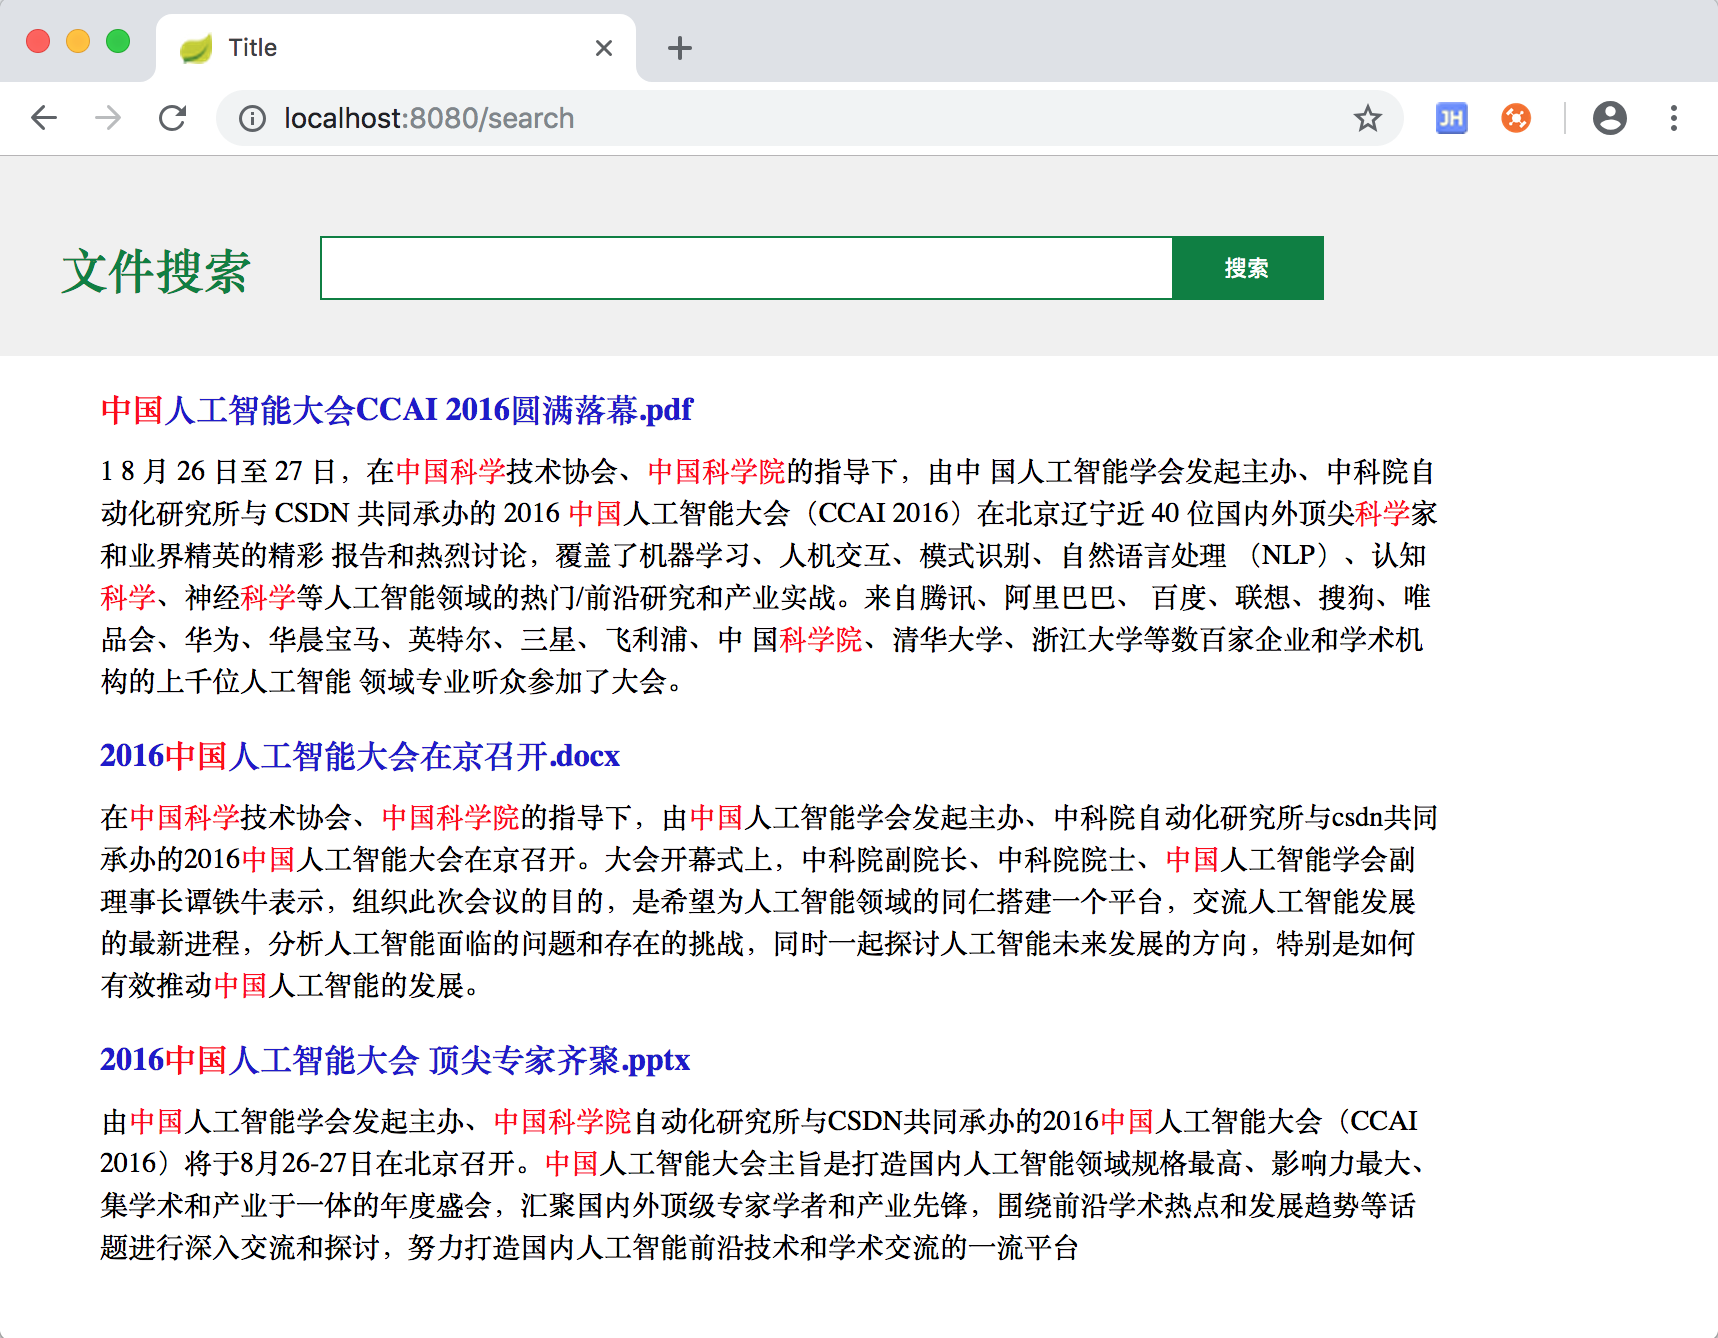 Title
localhost:8080/search
JH
文件搜索
搜索
中国人工智能大会CCAI 2016圆满落幕.pdf
1 8 月 26 日至 27 日，在中国科学技术协会、中国科学院的指导下，由中 国人工智能学会发起主办、中科院自
动化研究所与 CSDN 共同承办的 2016 中国人工智能大会（CCAI 2016）在北京辽宁近 40 位国内外顶尖科学家
和业界精英的精彩 报告和热烈讨论，覆盖了机器学习、人机交互、模式识别、自然语言处理 （NLP）、认知
科学、神经科学等人工智能领域的热门/前沿研究和产业实战。来自腾讯、阿里巴巴、 百度、联想、搜狗、唯
品会、华为、华晨宝马、英特尔、三星、飞利浦、中 国科学院、清华大学、浙江大学等数百家企业和学术机
构的上千位人工智能 领域专业听众参加了大会。
2016中国人工智能大会在京召开.docx
在中国科学技术协会、中国科学院的指导下，由中国人工智能学会发起主办、中科院自动化研究所与csdn共同
承办的2016中国人工智能大会在京召开。大会开幕式上，中科院副院长、中科院院士、中国人工智能学会副
理事长谭铁牛表示，组织此次会议的目的，是希望为人工智能领域的同仁搭建一个平台，交流人工智能发展
的最新进程，分析人工智能面临的问题和存在的挑战，同时一起探讨人工智能未来发展的方向，特别是如何
有效推动中国人工智能的发展。
2016中国人工智能大会 顶尖专家齐聚.pptx
由中国人工智能学会发起主办、中国科学院自动化研究所与CSDN共同承办的2016中国人工智能大会（CCAI
2016）将于8月26-27日在北京召开。中国人工智能大会主旨是打造国内人工智能领域规格最高、影响力最大、
集学术和产业于一体的年度盛会，汇聚国内外顶级专家学者和产业先锋，围绕前沿学术热点和发展趋势等话
题进行深入交流和探讨，努力打造国内人工智能前沿技术和学术交流的一流平台